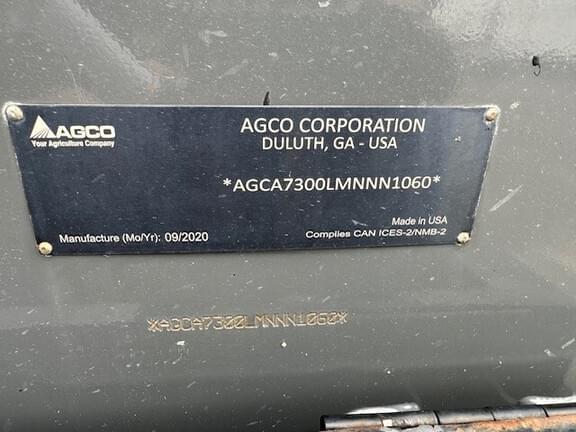 AGCO
Your Agriculture Company
AGCO CORPORATION
DULUTH, GA - USA
*AGCA7300LMNNN1060*
Made in USA
Manufacture (Mo/Yr): 09/2020
Complies CAN ICES-2/NMB-2
*AGCA7300LMNNN1060*